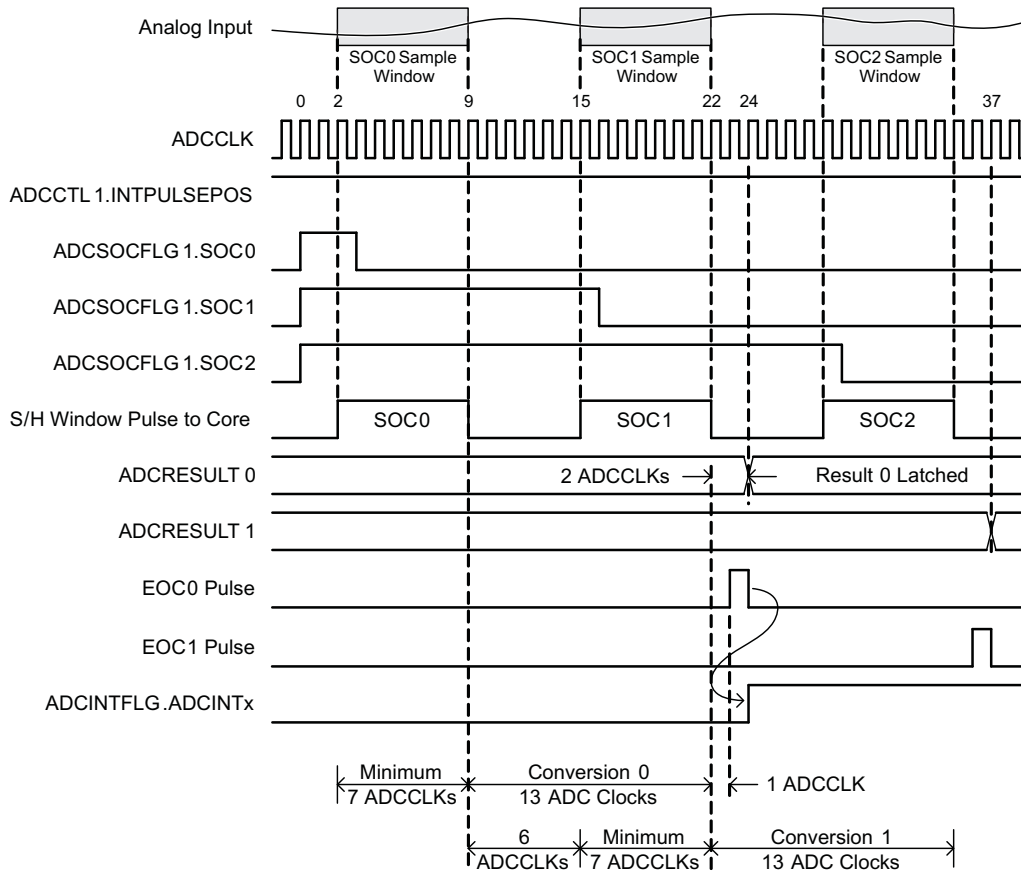 Analog Input
SOC0 Sample
Window
SOC1 Sample
Window
SOC2 Sample
Window
0 2 9 15 22 24 37
ADCCLK
ADCCTL 1.INTPULSEPOS
ADCSOCFLG 1.SOC0
ADCSOCFLG 1.SOC1
ADCSOCFLG 1.SOC2
S/H Window Pulse to Core
SOC0 SOC1 SOC2
ADCRESULT 0
2 ADCCLKs
Result 0 Latched
ADCRESULT 1
EOC0 Pulse
EOC1 Pulse
ADCINTFLG .ADCINTx
Minimum
7 ADCCLKs
Conversion 0
13 ADC Clocks
1 ADCCLK
6
ADCCLKs
Minimum
7 ADCCLKs
Conversion 1
13 ADC Clocks